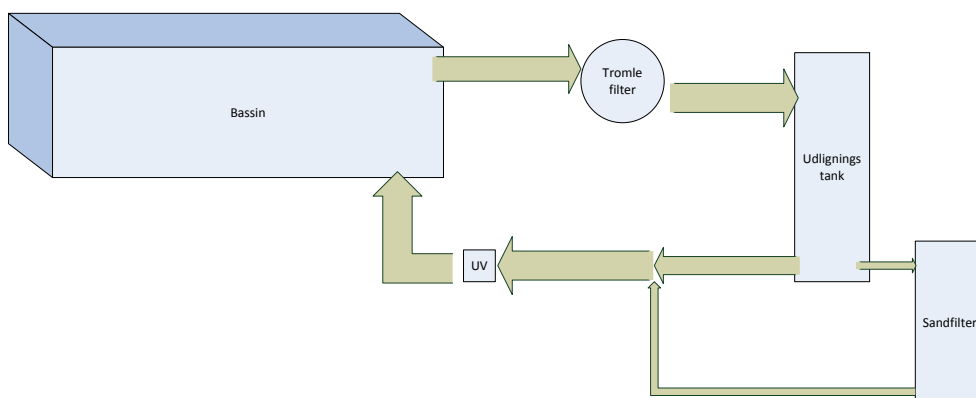 Bassin
Tromle
filter
Udlignings
tank
UV
Sandfilter